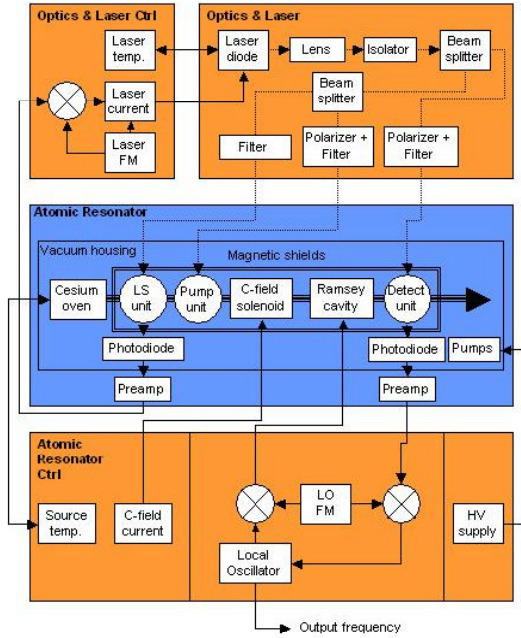 Optics & Laser Ctrl
Optics & Laser
Laser
temp.
Laser
diode
Lens
Isolator
Beam
splitter
Laser
current
Beam
splitter
Laser
FM
Filter
Polarizer +
Filter
Polarizer +
Filter
Atomic Resonator
Vacuum housing
Magnetic shields
Cesium
oven
LS
unit
Pump
unit
C-field
solenoid
Ramsey
cavity
Detect
unit
Photodiode
Photodiode
Pumps
Preamp
Preamp
Atomic
Resonator
Ctrl
Source
temp.
C-field
current
LO
FM
HV
supply
Local
Oscillator
Output frequency